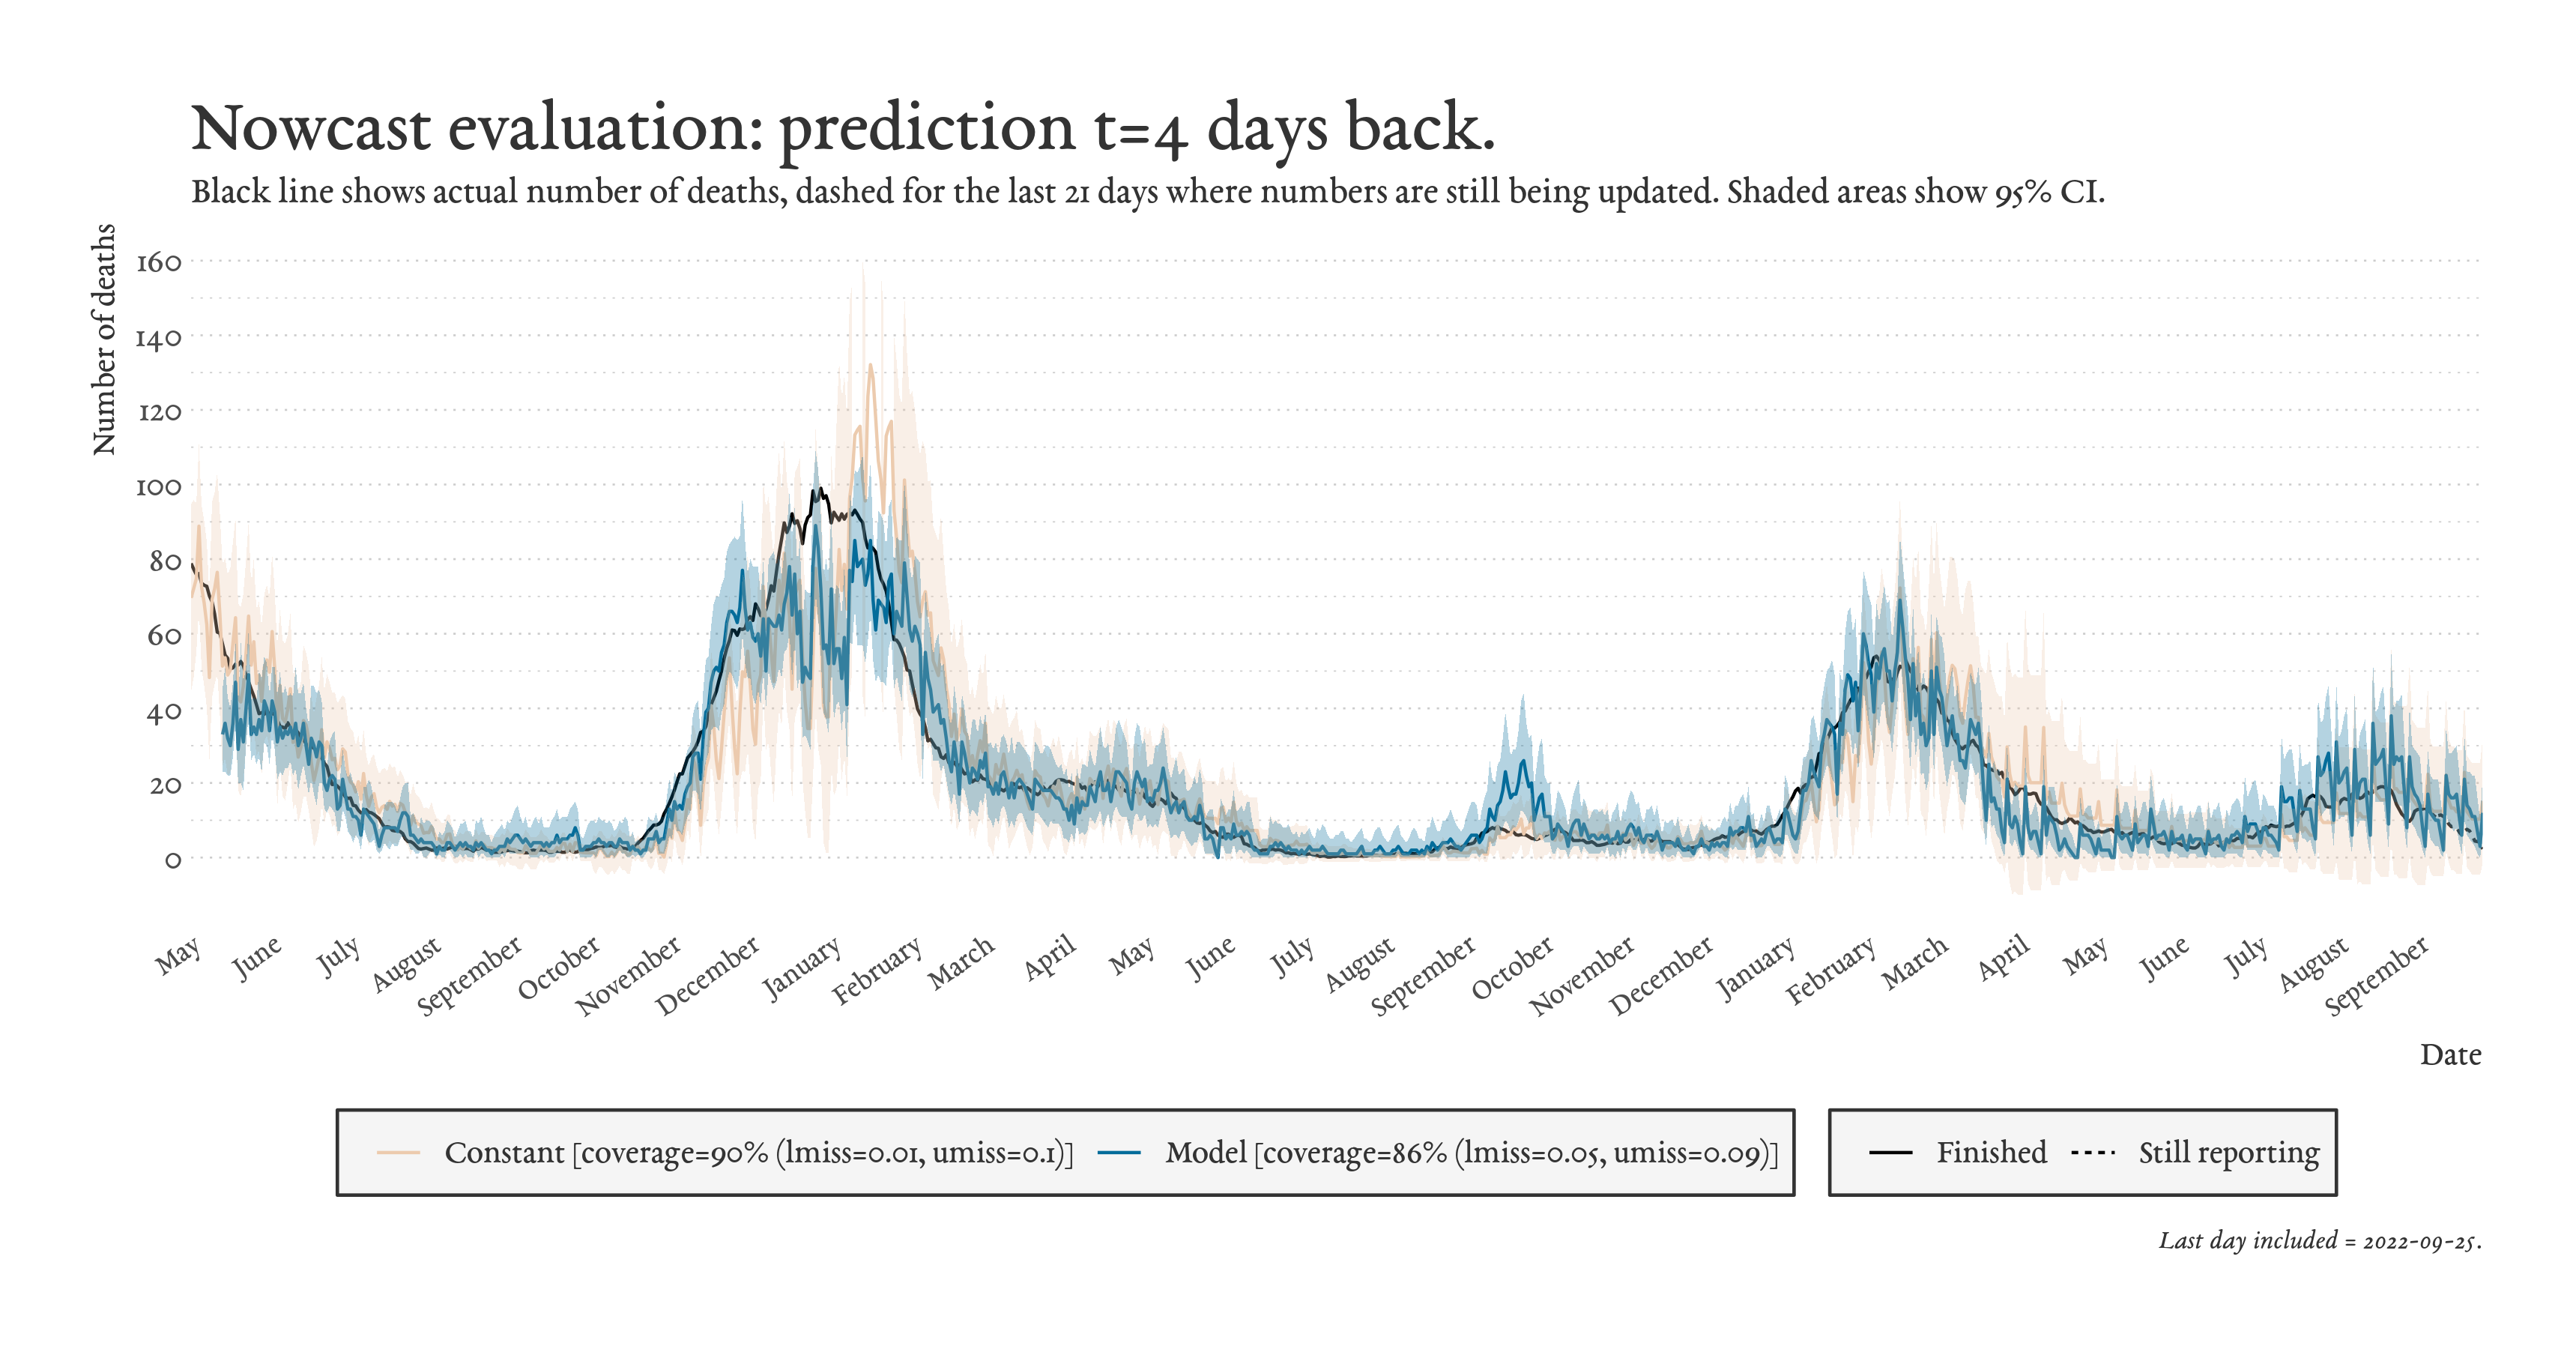 Nowcast evaluation: prediction t=4 days back.
Black line shows actual number of deaths, dashed for the last 21 days where numbers are still being updated. Shaded areas show 95% CI.
Number of deaths
160
140
120
100
80
60
40
20
0
May June July August September October November December January February March April May June July August September October November December January February March April May June July August September
Date
Constant [coverage=90% (lmiss=0.01, umiss=0.1)] Model [coverage=86% (lmiss=0.05, umiss=0.09)] Finished Still reporting
Last day included = 2022-09-25.